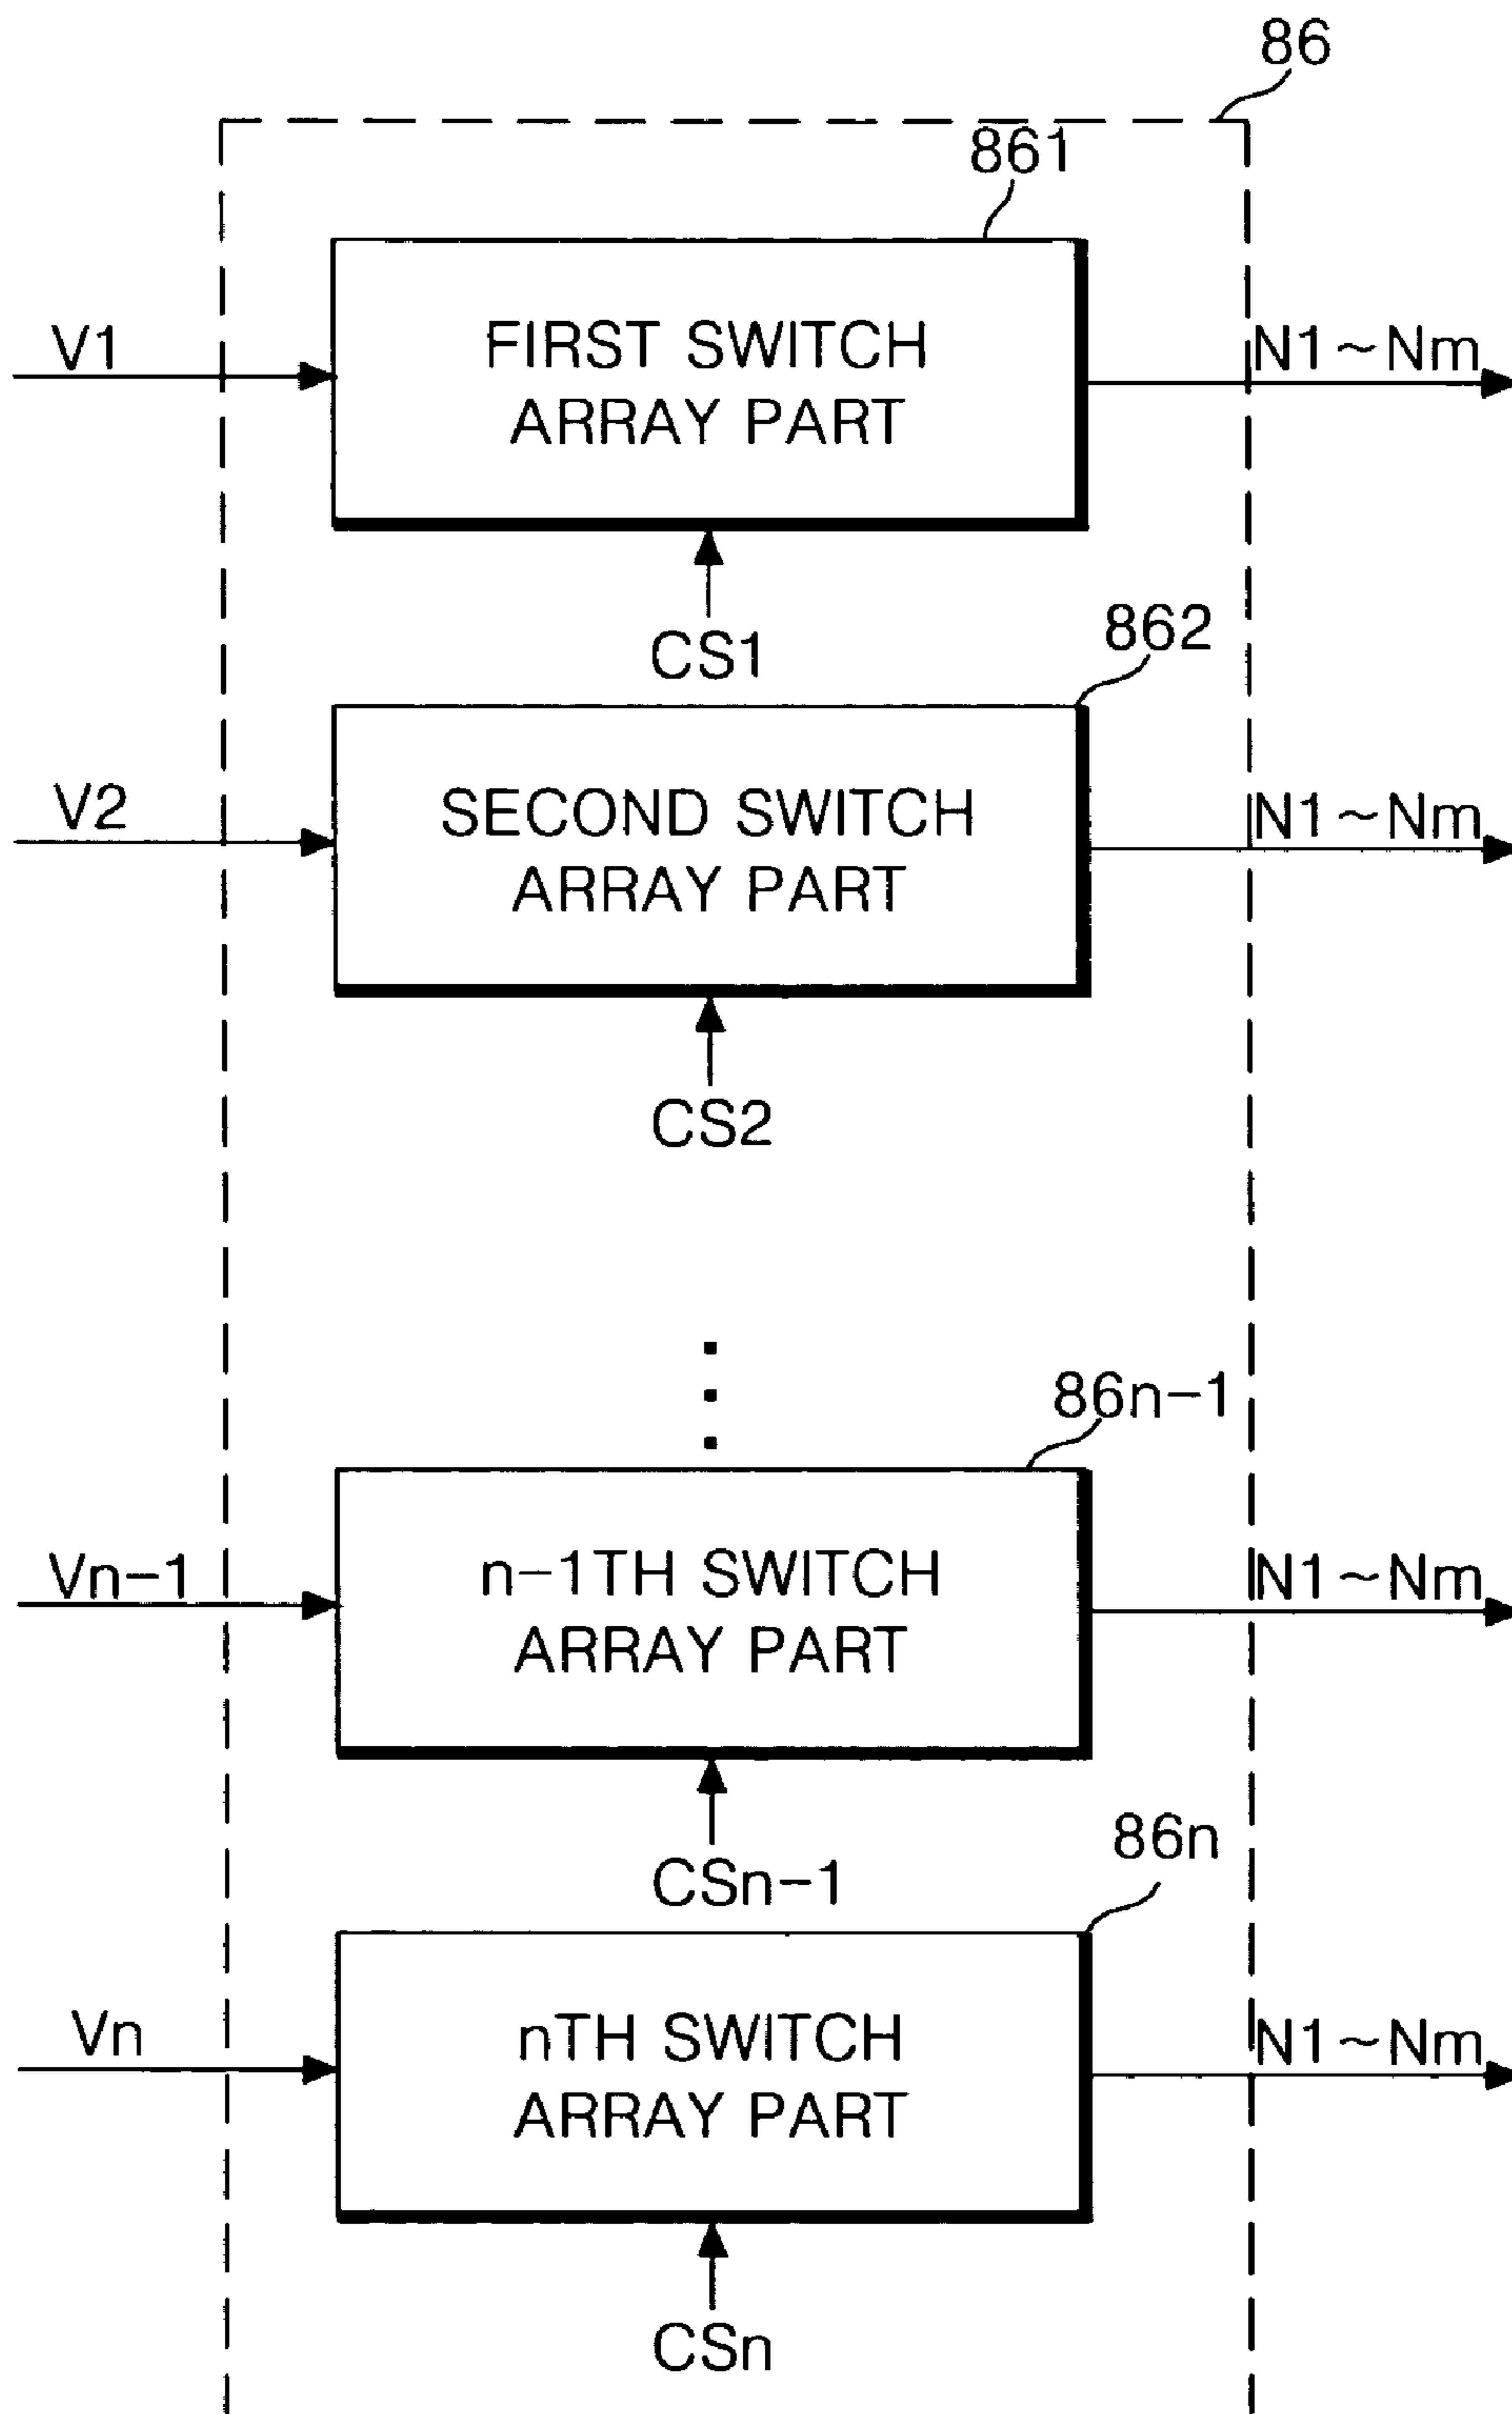 86
861
V1
FIRST SWITCH
ARRAY PART
N1~Nm
CS1
862
V2
SECOND SWITCH
ARRAY PART
N1~Nm
CS2
86n-1
Vn-1
n-1TH SWITCH
ARRAY PART
N1~Nm
CSn-1
86n
Vn
nTH SWITCH
ARRAY PART
N1~Nm
CSn